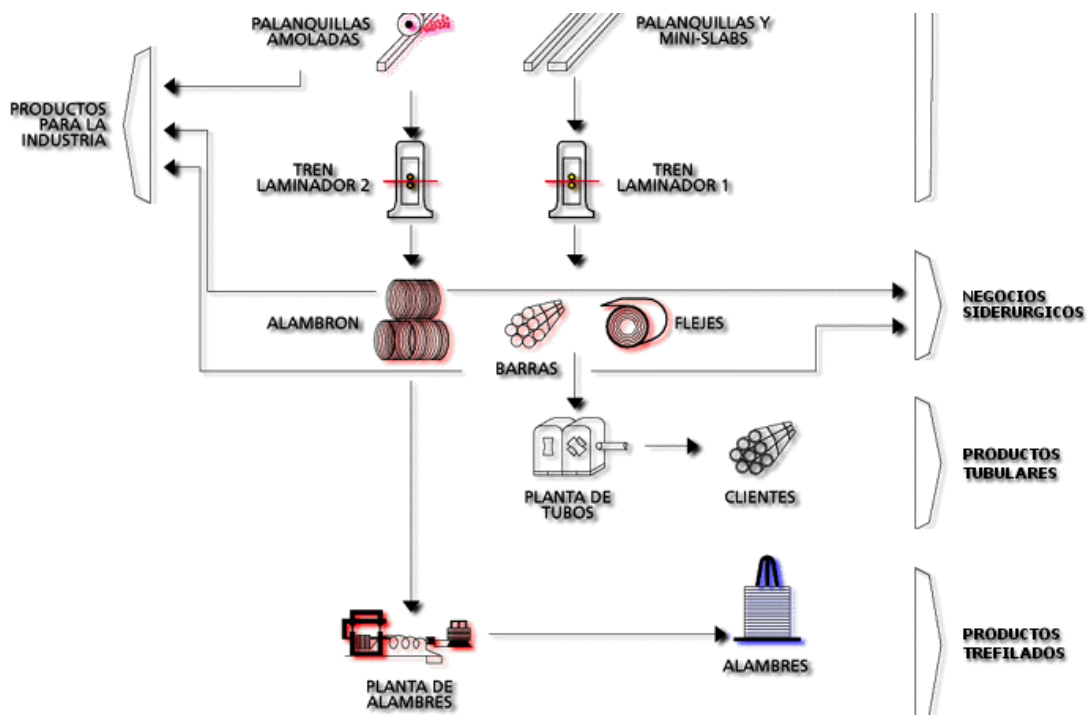 PALANQUILLAS
AMOLADAS
PALANQUILLAS Y
MINI-SLABS
PRODUCTOS
PARA LA
INDUSTRIA
TREN
LAMINADOR 2
TREN
LAMINADOR 1
ALAMBRON
BARRAS
FLEJES
NEGOCIOS
SIDERURGICOS
PLANTA DE
TUBOS
CLIENTES
PRODUCTOS
TUBULARES
PLANTA DE
ALAMBRES
ALAMBRES
PRODUCTOS
TREFILADOS